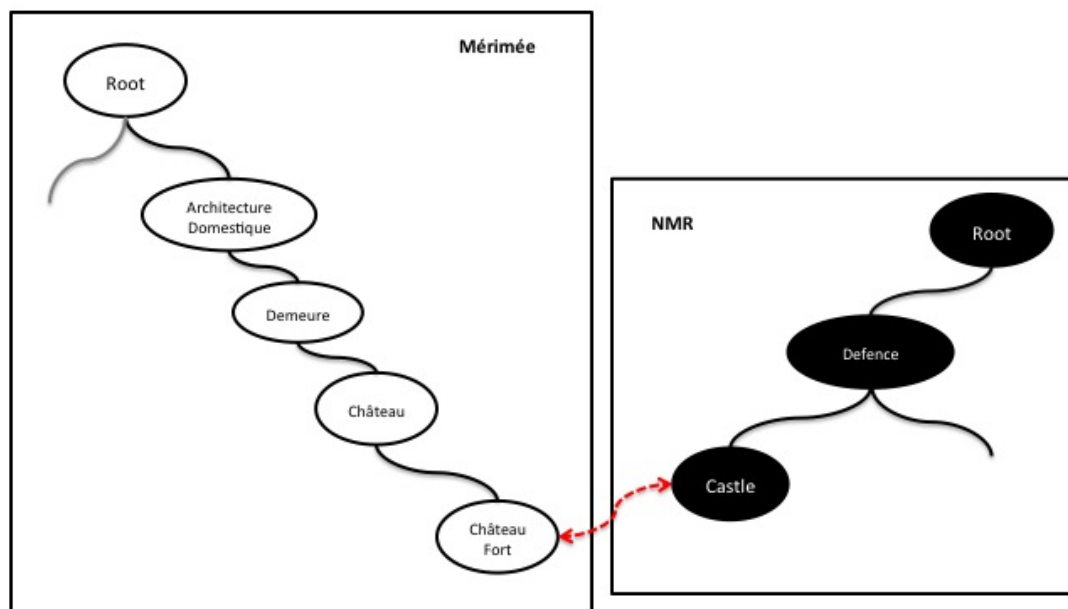 Mérimée
Root
Architecture
Domestique
Demeure
Château
Château
Fort
NMR
Root
Defence
Castle